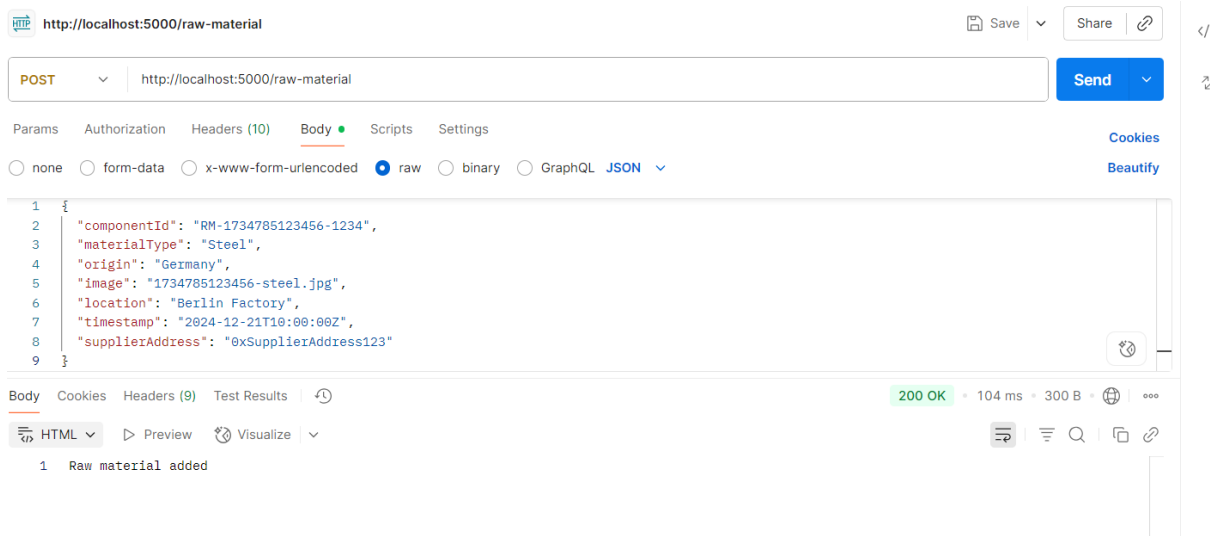 HTTP http://localhost:5000/raw-material Save Share
POST http://localhost:5000/raw-material Send
Params Authorization Headers (10) Body Scripts Settings Cookies
none form-data x-www-form-urlencoded raw binary GraphQL JSON Beautify
1 {
2 "componentId": "RM-1734785123456-1234",
3 "materialType": "Steel",
4 "origin": "Germany",
5 "image": "1734785123456-steel.jpg",
6 "location": "Berlin Factory",
7 "timestamp": "2024-12-21T10:00:00Z",
8 "supplierAddress": "0xSupplierAddress123"
9 }
Body Cookies Headers (9) Test Results 200 OK 104 ms 300 B
HTML Preview Visualize
1 Raw material added